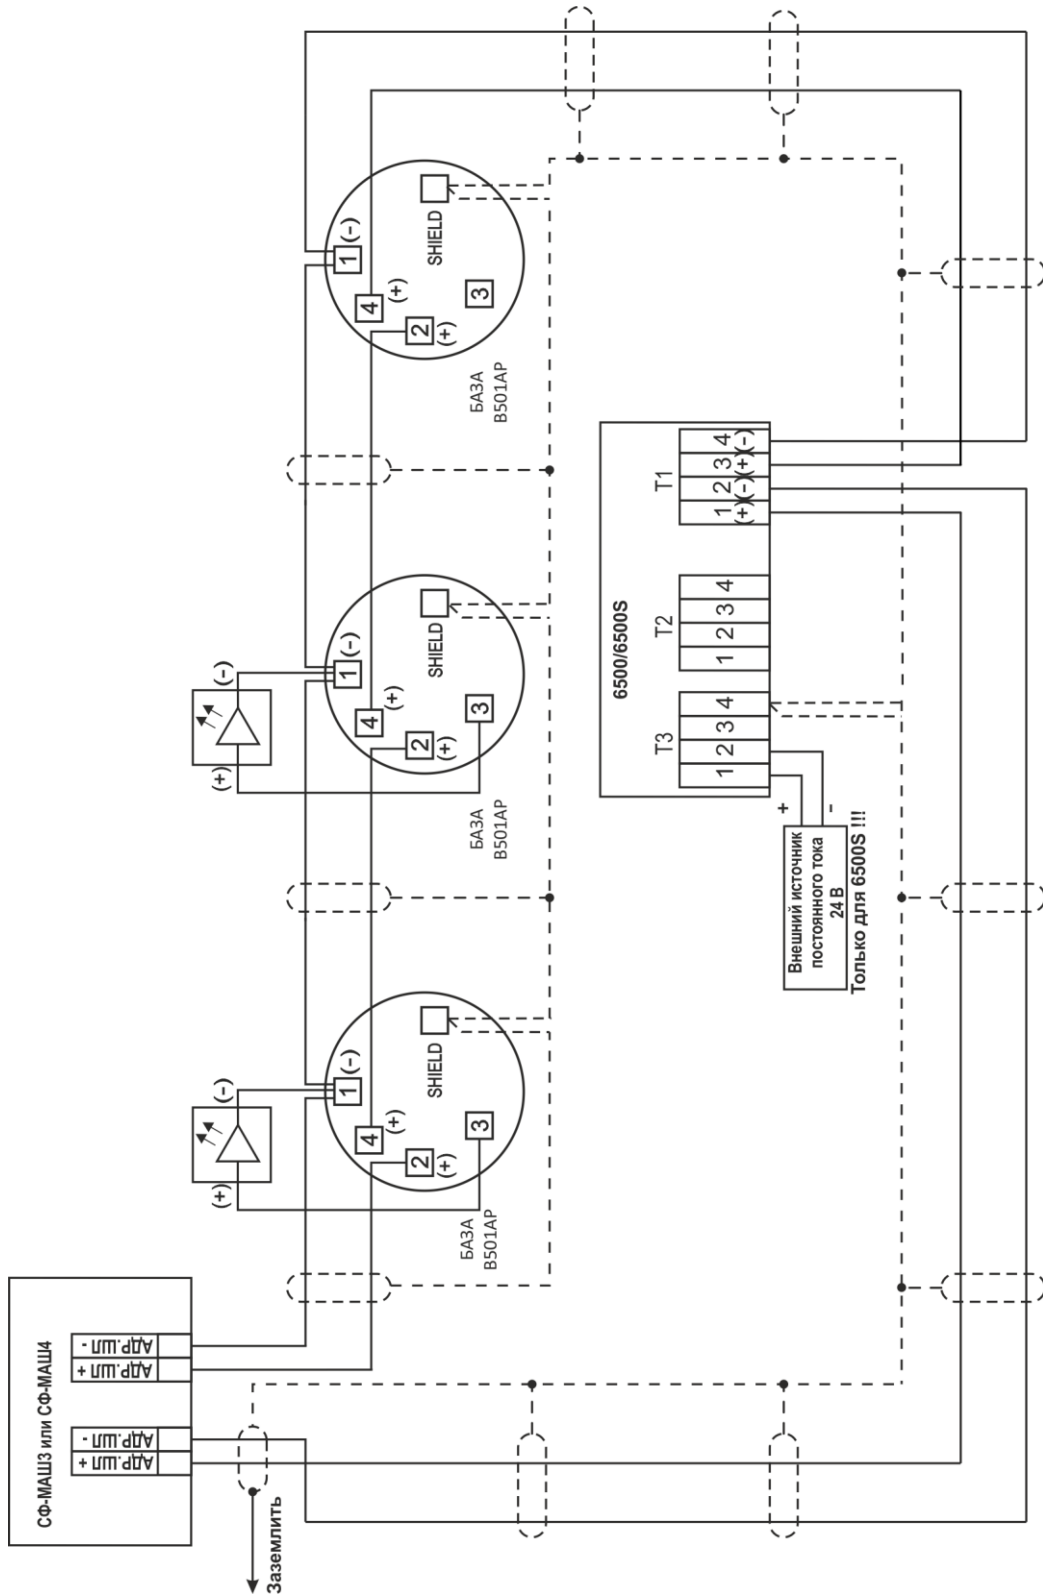 СФ-МАШ3 или СФ-МАШ4
АДР.ШЛ +
АДР.ШЛ -
АДР.ШЛ +
АДР.ШЛ -
Заземлить
(+)
(-)
1
(-)
4
(+)
2
(+)
3
SHIELD
БАЗА
B501AP
(+)
(-)
1
(-)
4
(+)
2
(+)
3
SHIELD
БАЗА
B501AP
1
(-)
4
(+)
2
(+)
3
SHIELD
БАЗА
B501AP
6500/6500S
T3
1 2 3 4
T2
1 2 3 4
T1
1 2 3 4
(+) (-) (+) (-)
+
-
Внешний источник
постоянного тока
24 В
Только для 6500S !!!